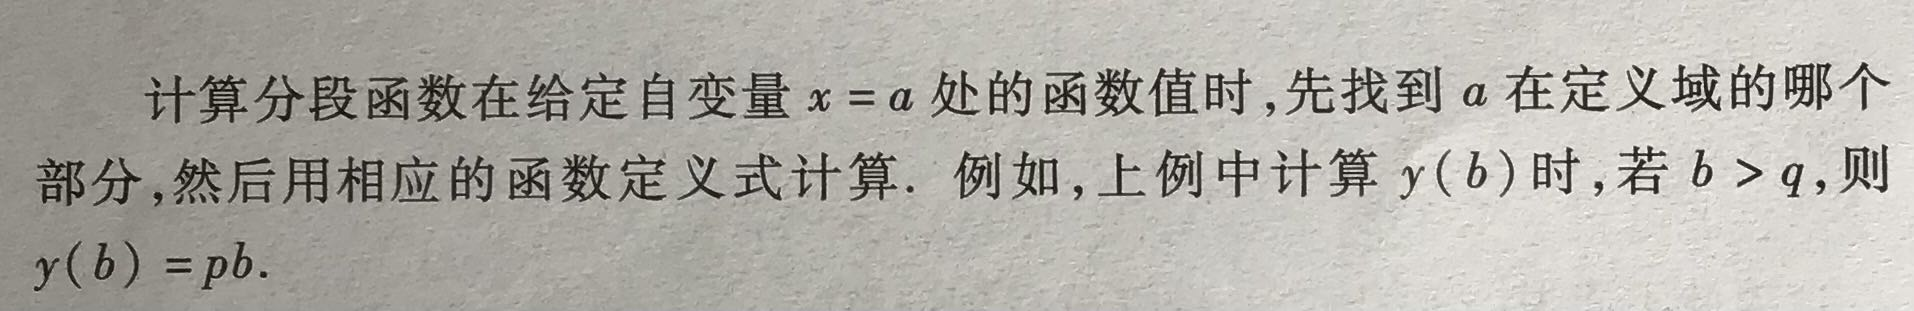 计算分段函数在给定自变量 x = a 处的函数值时,先找到 a 在定义域的哪个
部分,然后用相应的函数定义式计算. 例如,上例中计算 y(b)时,若 b > q,则
y(b) = pb.